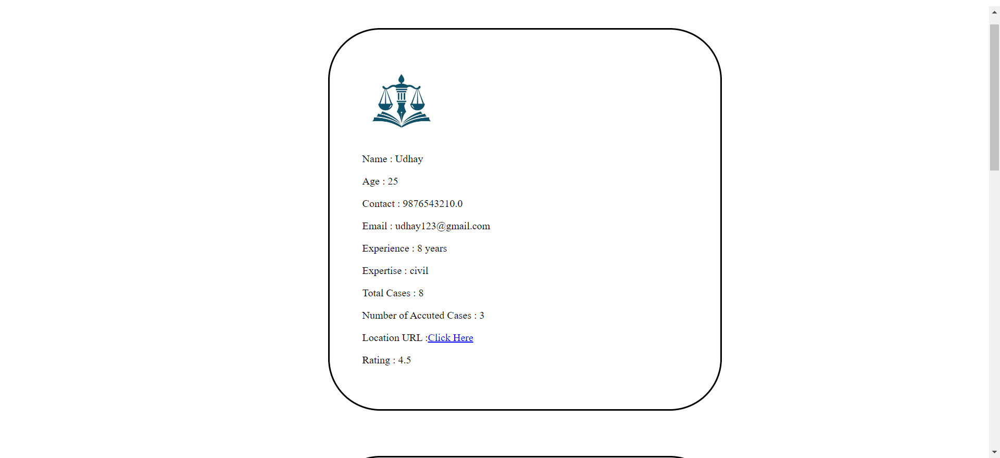 Name : Udhay
Age : 25
Contact : 9876543210.0
Email : udhay123@gmail.com
Experience : 8 years
Expertise : civil
Total Cases : 8
Number of Accuted Cases : 3
Location URL :Click Here
Rating : 4.5